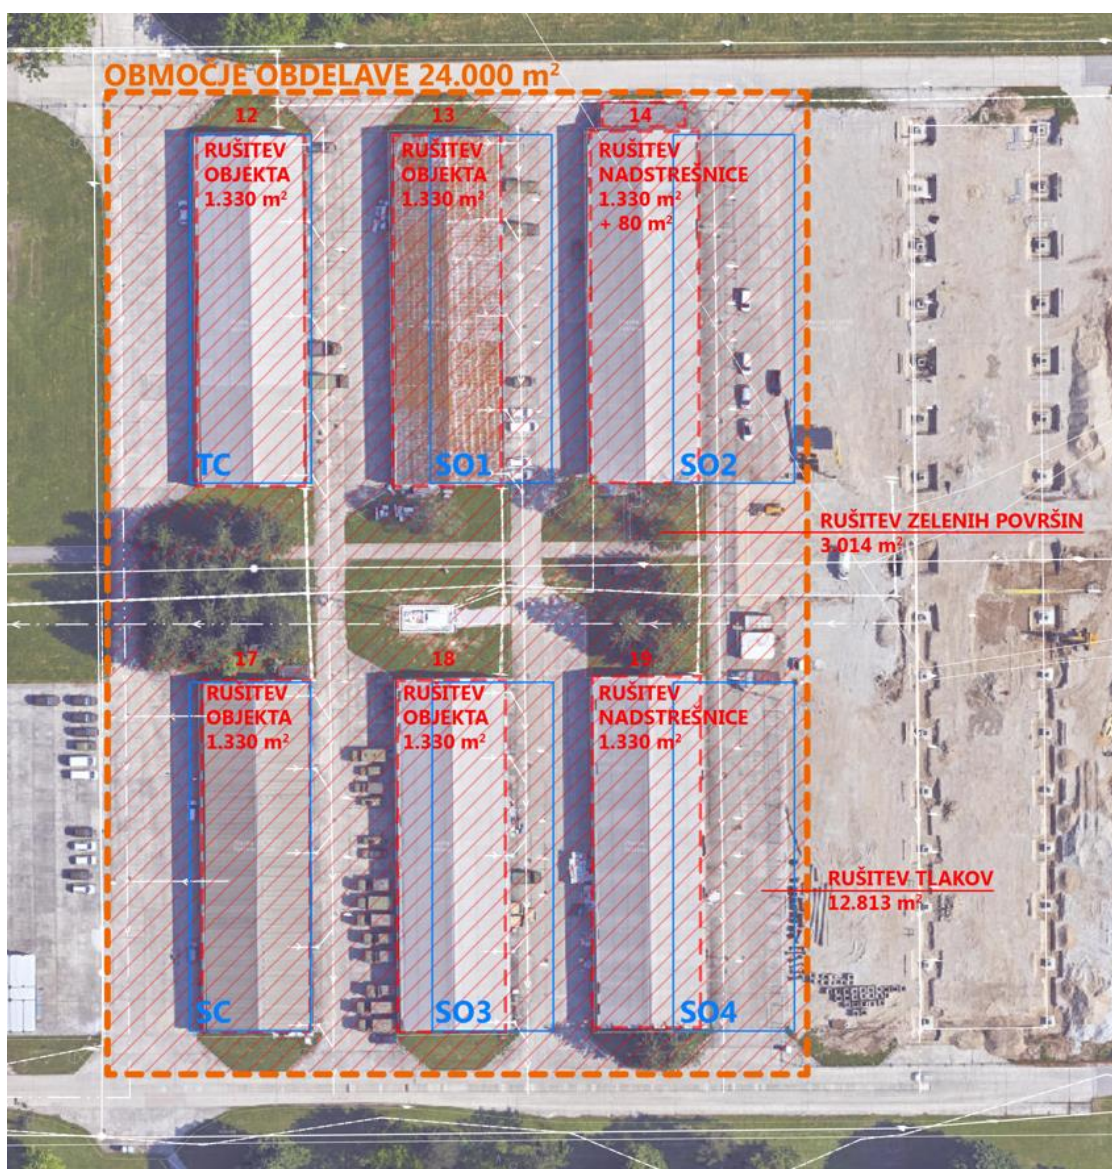 OBMOČJE OBDELAVE 24.000 m²
12
13
14
RUŠITEV
OBJEKTA
1.330 m²
RUŠITEV
OBJEKTA
1.330 m²
RUŠITEV
NADSTREŠNICE
1.330 m²
+ 80 m²
TC
SO1
SO2
RUŠITEV ZELENIH POVRŠIN
3.014 m²
17
18
19
RUŠITEV
OBJEKTA
1.330 m²
RUŠITEV
OBJEKTA
1.330 m²
RUŠITEV
NADSTREŠNICE
1.330 m²
RUŠITEV TLAKOV
12.813 m²
SC
SO3
SO4